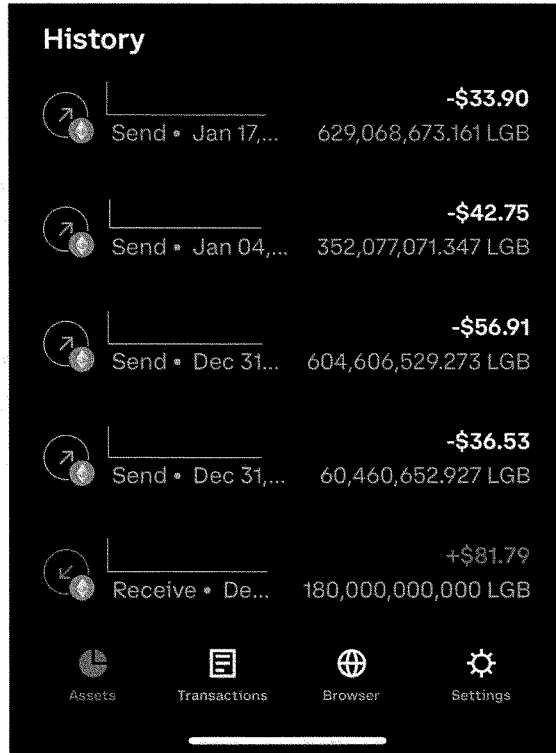 History
-$33.90
Send • Jan 17,... 629,068,673.161 LGB
-$42.75
Send • Jan 04,... 352,077,071.347 LGB
-$56.91
Send • Dec 31... 604,606,529.273 LGB
-$36.53
Send • Dec 31,... 60,460,652.927 LGB
+$81.79
Receive • De... 180,000,000,000 LGB
Assets Transactions Browser Settings